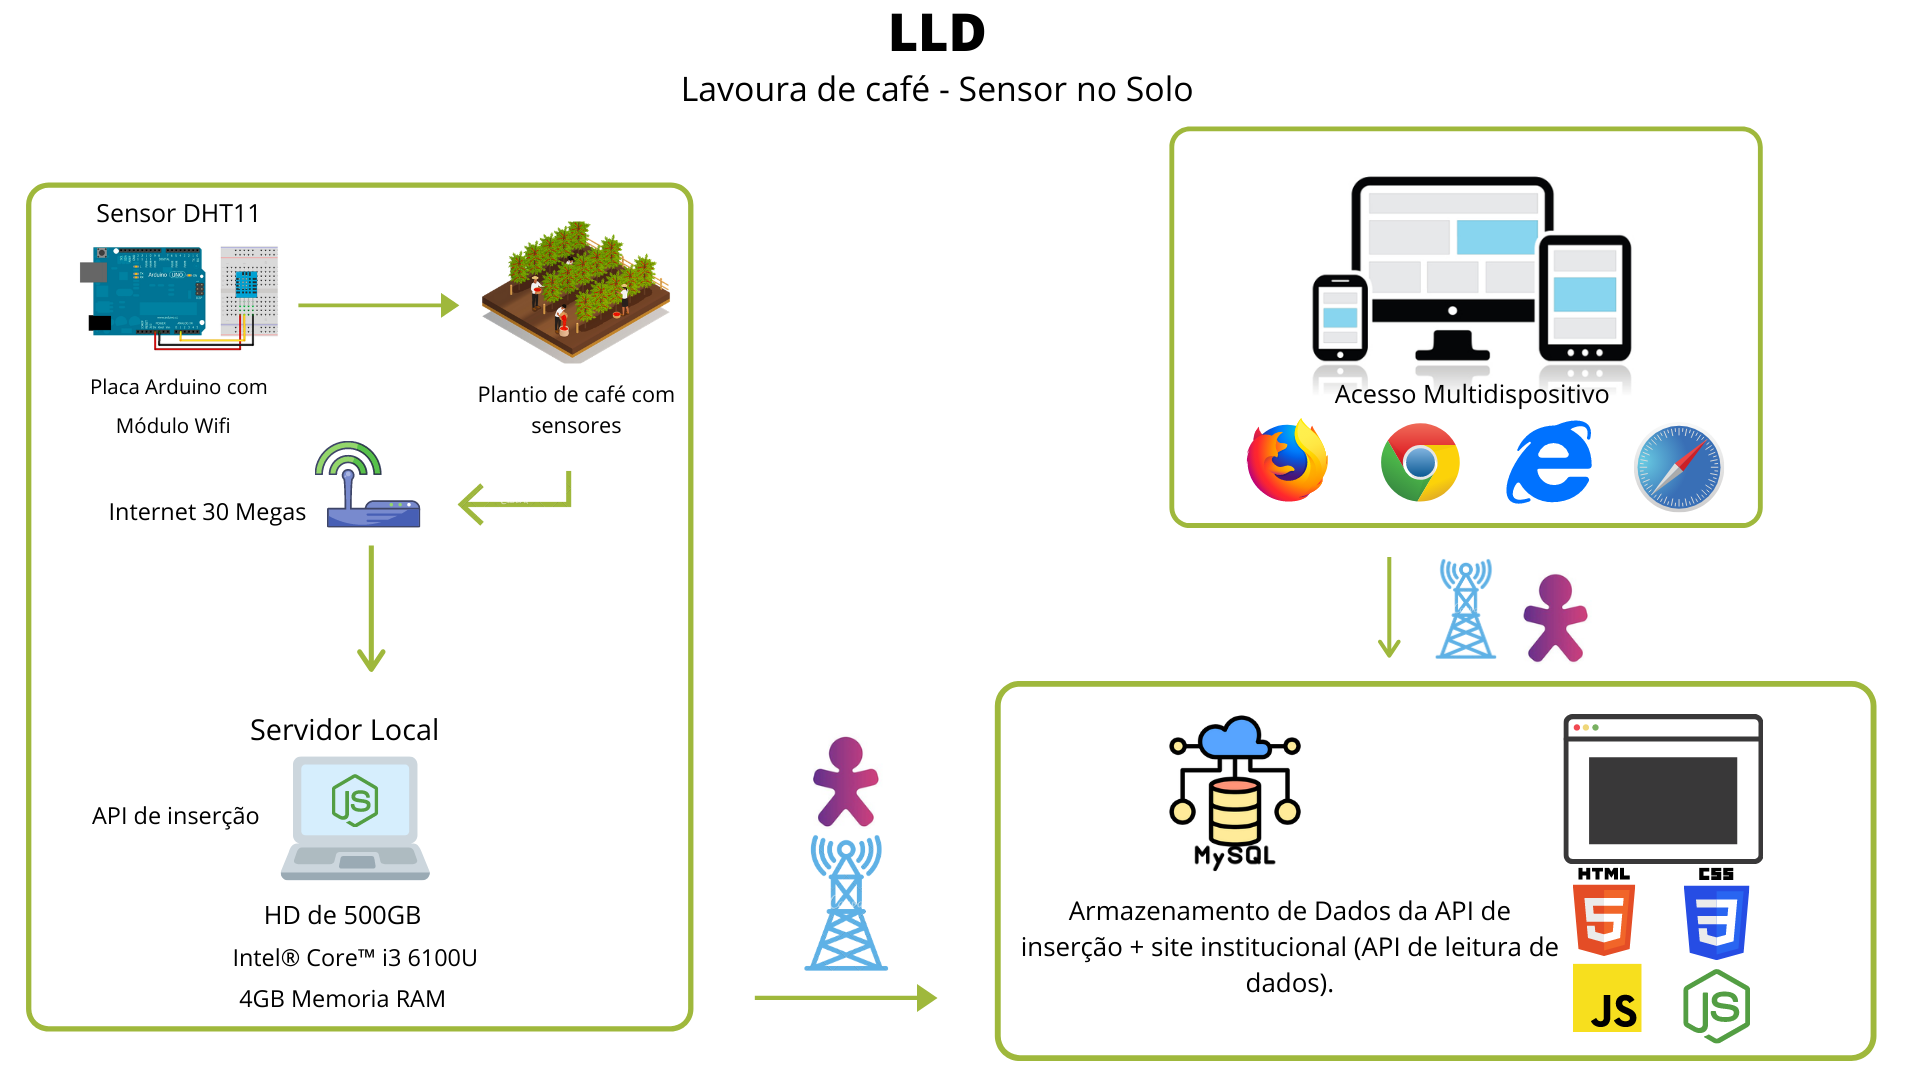 LLD
Lavoura de café - Sensor no Solo
Sensor DHT11
Arduino UNO
Placa Arduino com
Módulo Wifi
Plantio de café com
sensores
Internet 30 Megas
Servidor Local
JS
API de inserção
HD de 500GB
Intel® Core™ i3 6100U
4GB Memoria RAM
Acesso Multidispositivo
MySQL
Armazenamento de Dados da API de
inserção + site institucional (API de leitura de
dados).
HTML
5
CSS
3
JS
JS